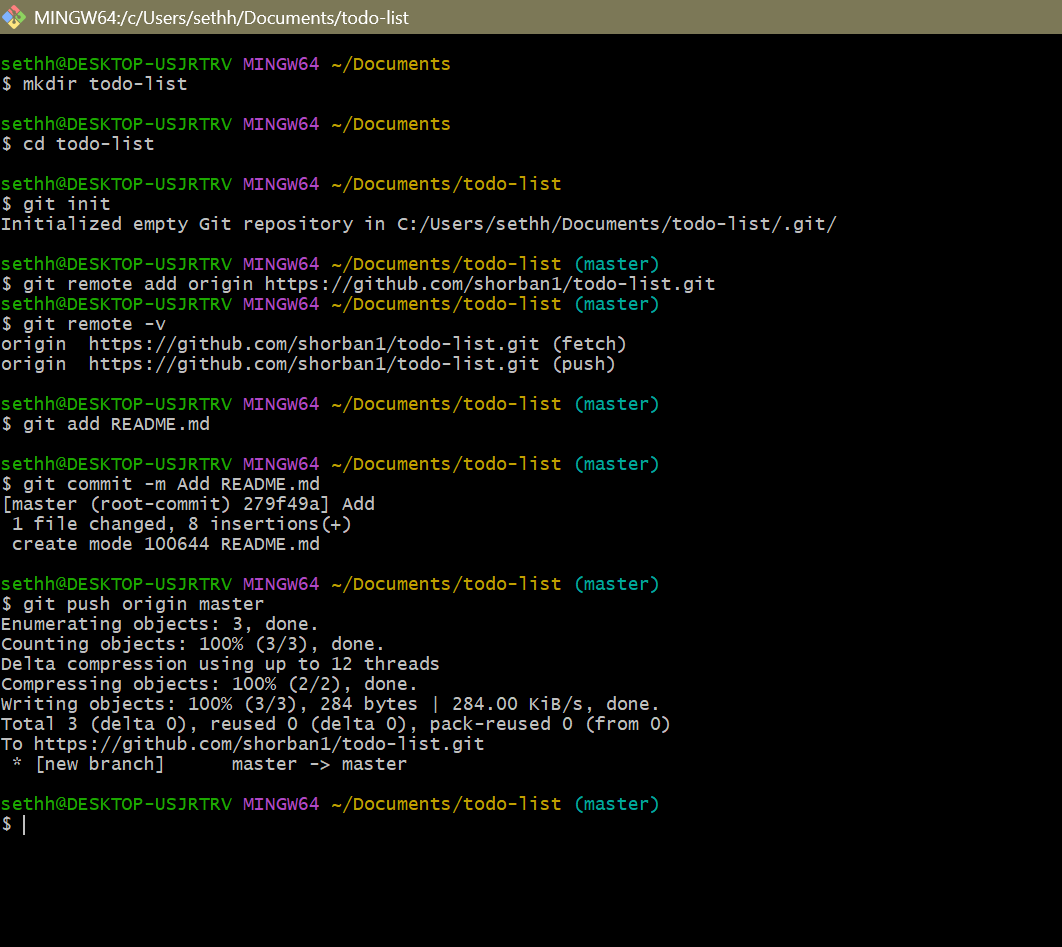 MINGW64:/c/Users/sethh/Documents/todo-list
sethh@DESKTOP-USJRTRV MINGW64 ~/Documents
$ mkdir todo-list
sethh@DESKTOP-USJRTRV MINGW64 ~/Documents
$ cd todo-list
sethh@DESKTOP-USJRTRV MINGW64 ~/Documents/todo-list
$ git init
Initialized empty Git repository in C:/Users/sethh/Documents/todo-list/.git/
sethh@DESKTOP-USJRTRV MINGW64 ~/Documents/todo-list (master)
$ git remote add origin https://github.com/shorban1/todo-list.git
sethh@DESKTOP-USJRTRV MINGW64 ~/Documents/todo-list (master)
$ git remote -v
origin  https://github.com/shorban1/todo-list.git (fetch)
origin  https://github.com/shorban1/todo-list.git (push)
sethh@DESKTOP-USJRTRV MINGW64 ~/Documents/todo-list (master)
$ git add README.md
sethh@DESKTOP-USJRTRV MINGW64 ~/Documents/todo-list (master)
$ git commit -m Add README.md
[master (root-commit) 279f49a] Add
 1 file changed, 8 insertions(+)
 create mode 100644 README.md
sethh@DESKTOP-USJRTRV MINGW64 ~/Documents/todo-list (master)
$ git push origin master
Enumerating objects: 3, done.
Counting objects: 100% (3/3), done.
Delta compression using up to 12 threads
Compressing objects: 100% (2/2), done.
Writing objects: 100% (3/3), 284 bytes | 284.00 KiB/s, done.
Total 3 (delta 0), reused 0 (delta 0), pack-reused 0 (from 0)
To https://github.com/shorban1/todo-list.git
 * [new branch]      master -> master
sethh@DESKTOP-USJRTRV MINGW64 ~/Documents/todo-list (master)
$